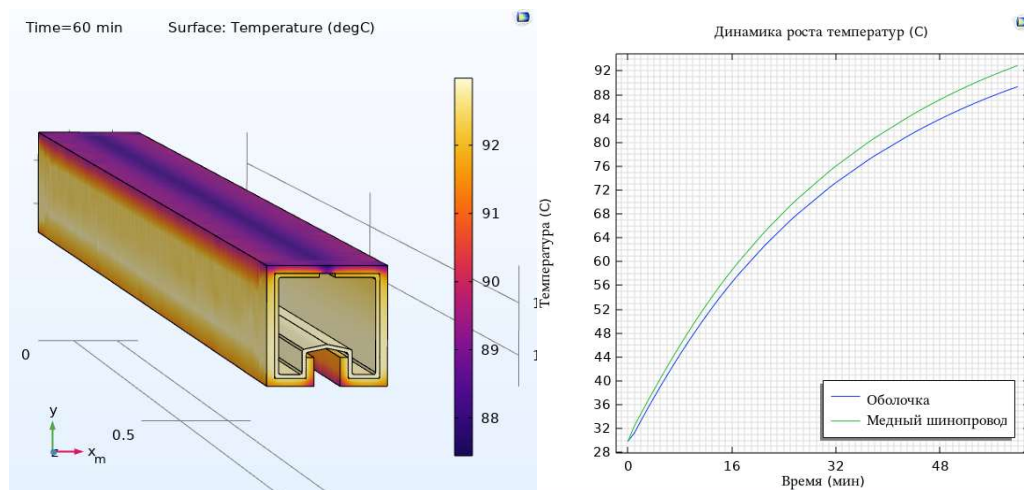 Time=60 min Surface: Temperature (degC)
92
91
90
89
88
0
0.5
1
1
y
z
x
m
Динамика роста температур (С)
Температура (С)
92
88
84
80
76
72
68
64
60
56
52
48
44
40
36
32
28
0 16 32 48
Время (мин)
Оболочка
Медный шинопровод